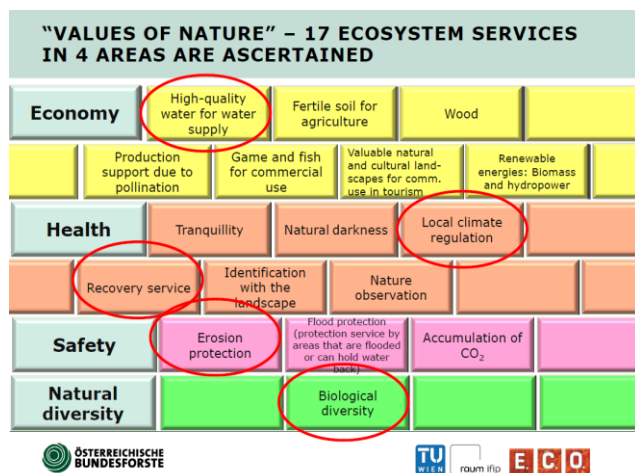 "VALUES OF NATURE" – 17 ECOSYSTEM SERVICES
IN 4 AREAS ARE ASCERTAINED
Economy
High-quality
water for water
supply
Fertile soil for
agriculture
Wood
Production
support due to
pollination
Game and fish
for commercial
use
Valuable natural
and cultural land-
scapes for comm.
use in tourism
Renewable
energies: Biomass
and hydropower
Health
Tranquillity
Natural darkness
Local climate
regulation
Recovery service
Identification
with the
landscape
Nature
observation
Safety
Erosion
protection
Flood protection
(protection service by
areas that are flooded
or can hold water
back)
Accumulation of
CO₂
Natural
diversity
Biological
diversity
ÖSTERREICHISCHE
BUNDESFORSTE
TU
WIEN
raum ifip
E.C.O.